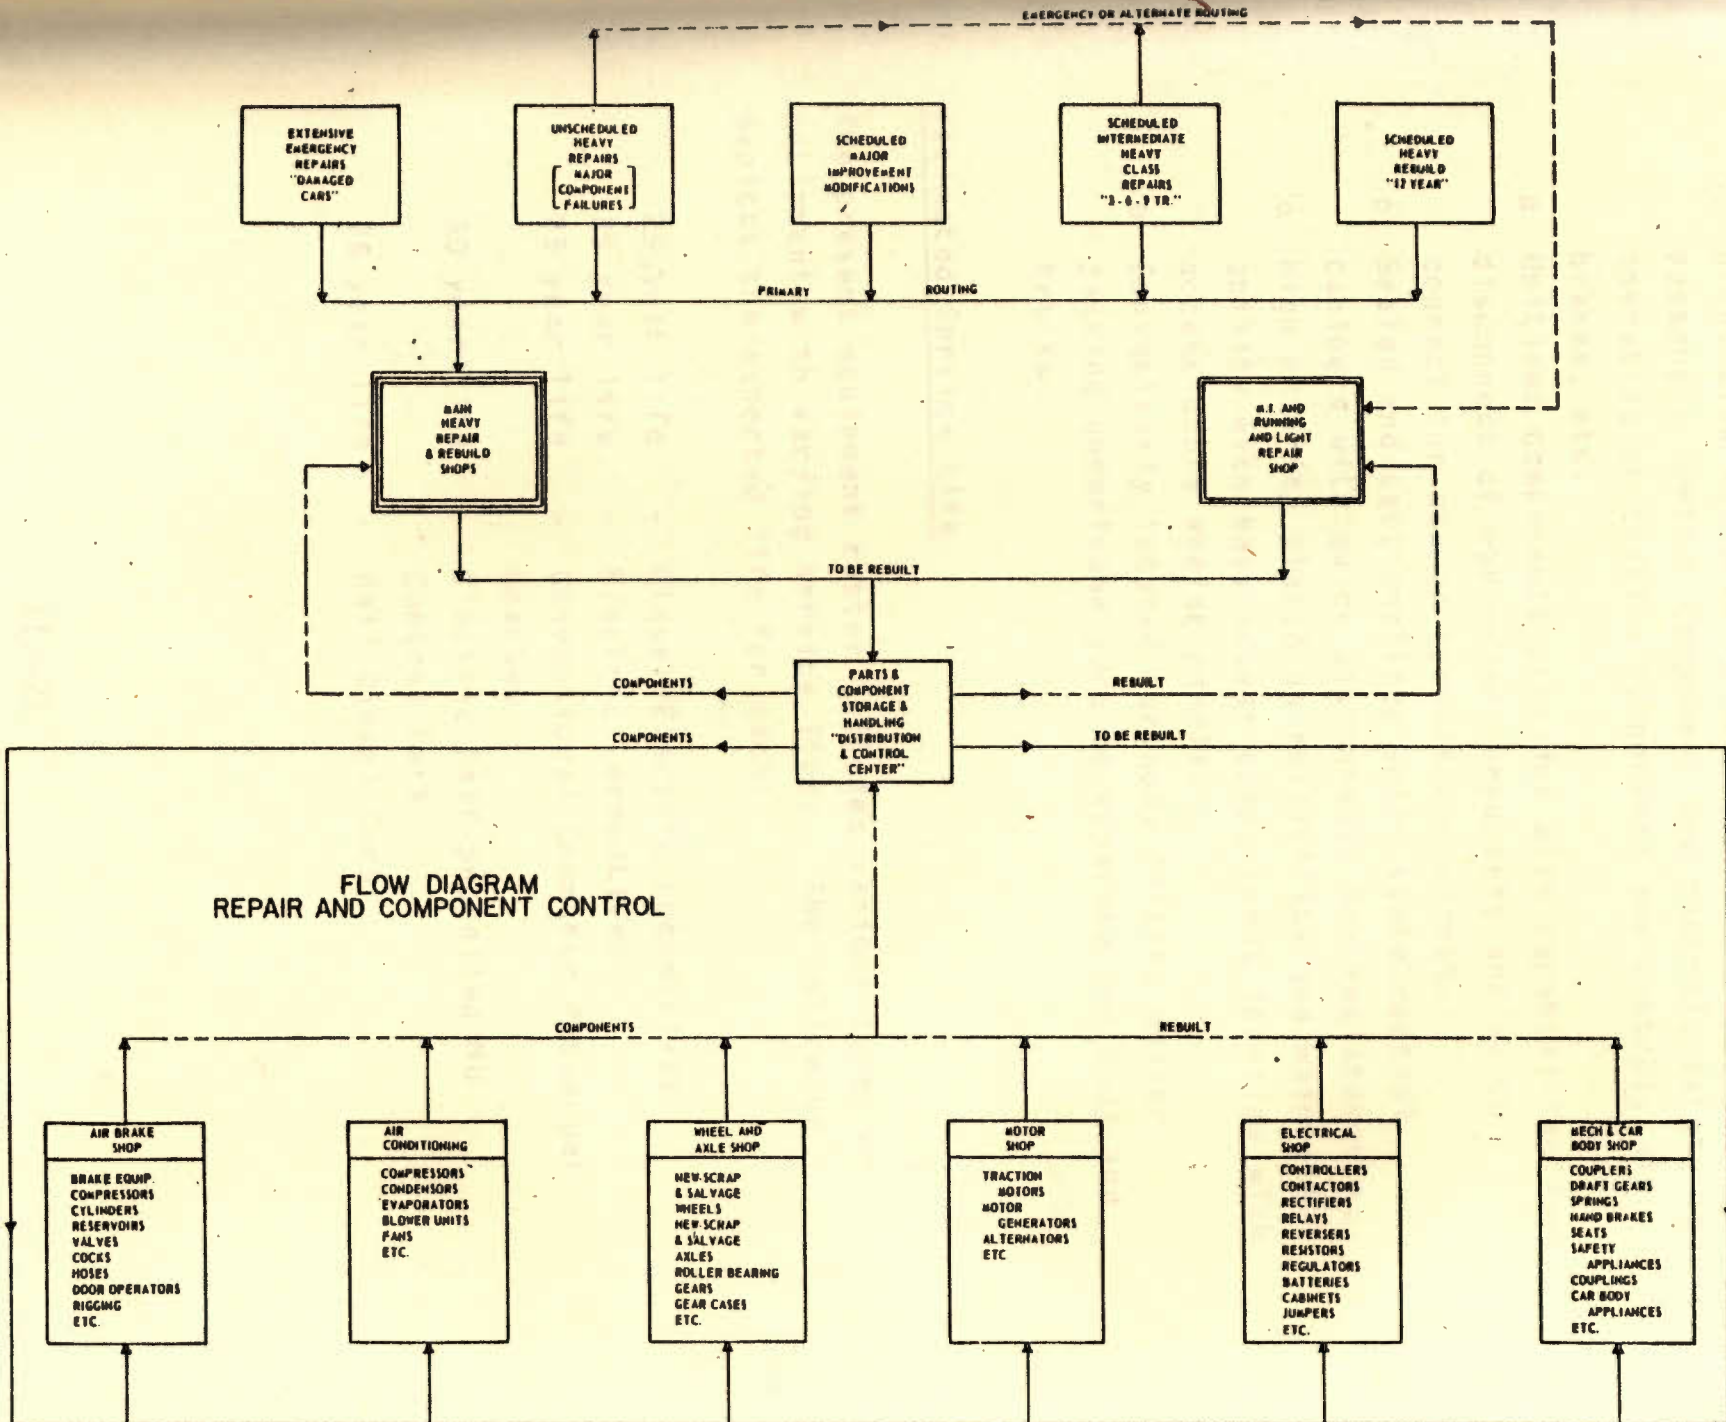 EMERGENCY OR ALTERNATE ROUTING
EXTENSIVE
EMERGENCY
REPAIRS
"DAMAGED
CARS"
UNSCHEDULED
HEAVY
REPAIRS
MAJOR
COMPONENT
FAILURES
SCHEDULED
MAJOR
IMPROVEMENT
MODIFICATIONS
SCHEDULED
INTERMEDIATE
HEAVY
CLASS
REPAIRS
"3-6-9 YR."
SCHEDULED
HEAVY
REBUILD
"12 YEAR"
PRIMARY ROUTING
MAIN
HEAVY
REPAIR
& REBUILD
SHOPS
M.I. AND
RUNNING
AND LIGHT
REPAIR
SHOP
TO BE REBUILT
PARTS &
COMPONENT
STORAGE &
HANDLING
"DISTRIBUTION
& CONTROL
CENTER"
COMPONENTS
REBUILT
COMPONENTS
TO BE REBUILT
FLOW DIAGRAM
REPAIR AND COMPONENT CONTROL
COMPONENTS
REBUILT
AIR BRAKE
SHOP
BRAKE EQUIP.
COMPRESSORS
CYLINDERS
RESERVOIRS
VALVES
COCKS
HOSES
DOOR OPERATORS
RIGGING
ETC.
AIR
CONDITIONING
COMPRESSORS
CONDENSORS
EVAPORATORS
BLOWER UNITS
FANS
ETC.
WHEEL AND
AXLE SHOP
NEW-SCRAP
& SALVAGE
WHEELS
NEW-SCRAP
& SALVAGE
AXLES
ROLLER BEARING
GEARS
GEAR CASES
ETC.
MOTOR
SHOP
TRACTION
MOTORS
MOTOR
GENERATORS
ALTERNATORS
ETC
ELECTRICAL
SHOP
CONTROLLERS
CONTACTORS
RECTIFIERS
RELAYS
REVERSERS
RESISTORS
REGULATORS
BATTERIES
CABINETS
JUMPERS
ETC.
MECH & CAR
BODY SHOP
COUPLERS
DRAFT GEARS
SPRINGS
HAND BRAKES
SEATS
SAFETY
APPLIANCES
COUPLINGS
CAR BODY
APPLIANCES
ETC.